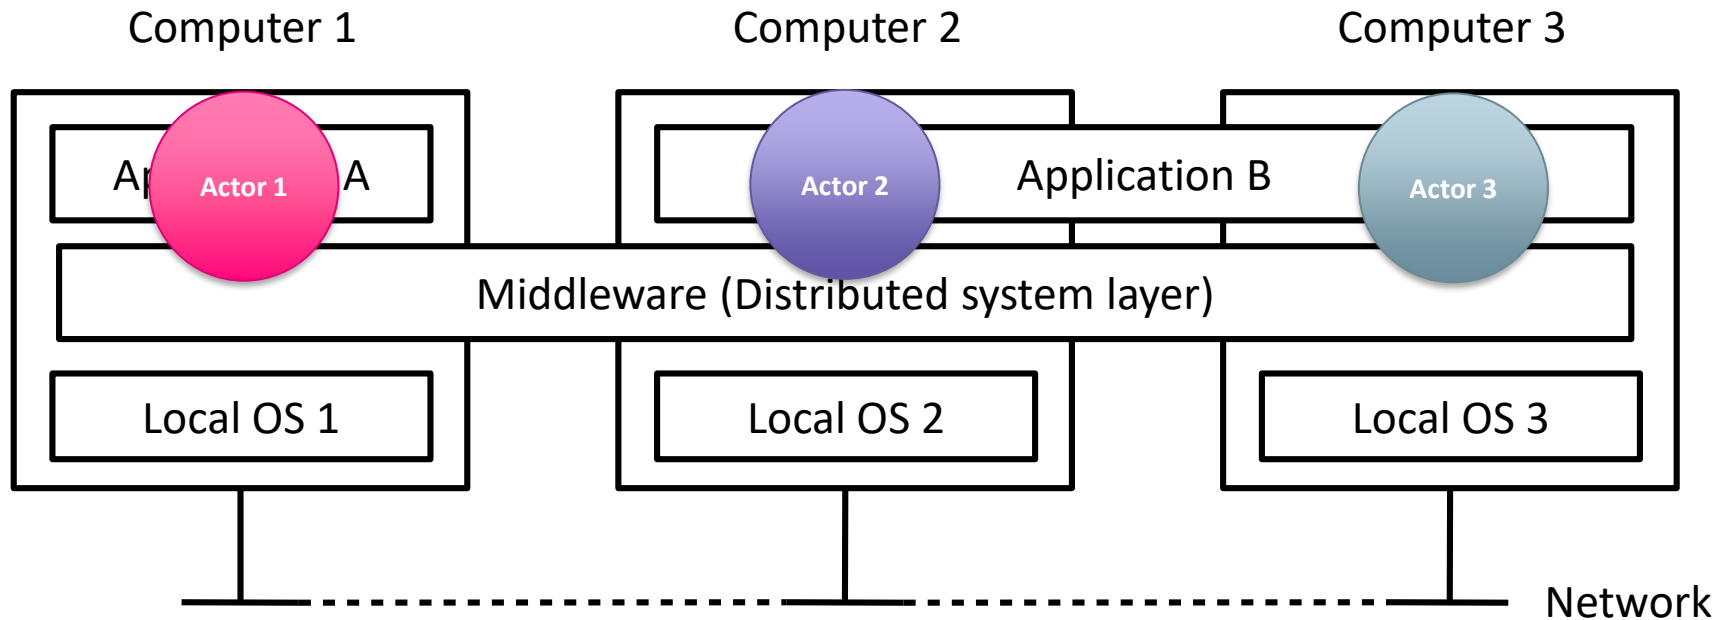 Computer 1
Computer 2
Computer 3
A
Actor 1
A
Actor 2
Application B
Actor 3
Middleware (Distributed system layer)
Local OS 1
Local OS 2
Local OS 3
Network